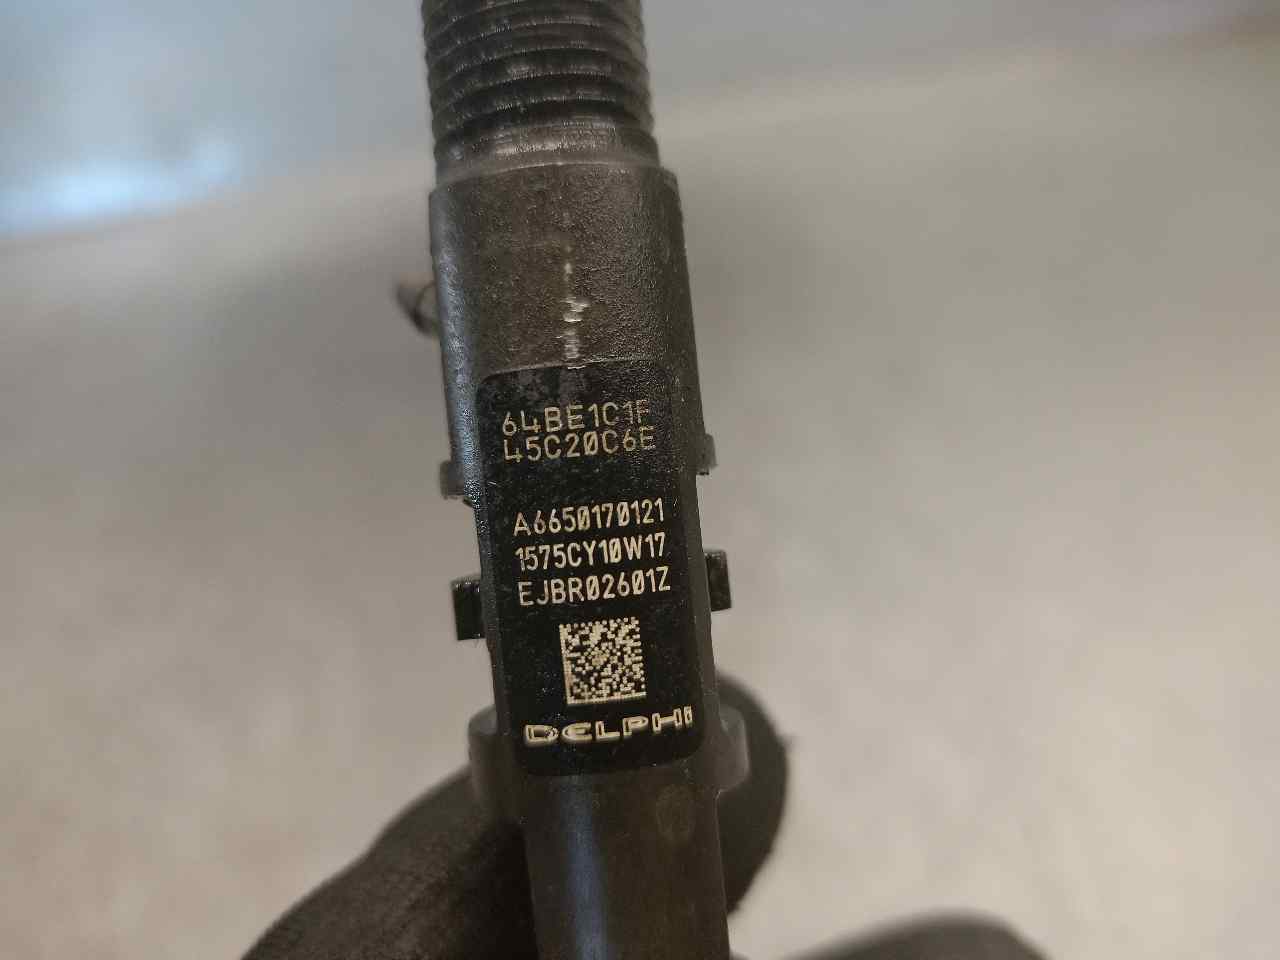 64BE1C1F
45C20C6E
A6650170121
1575CY10W17
EJBR02601Z
DELPHI